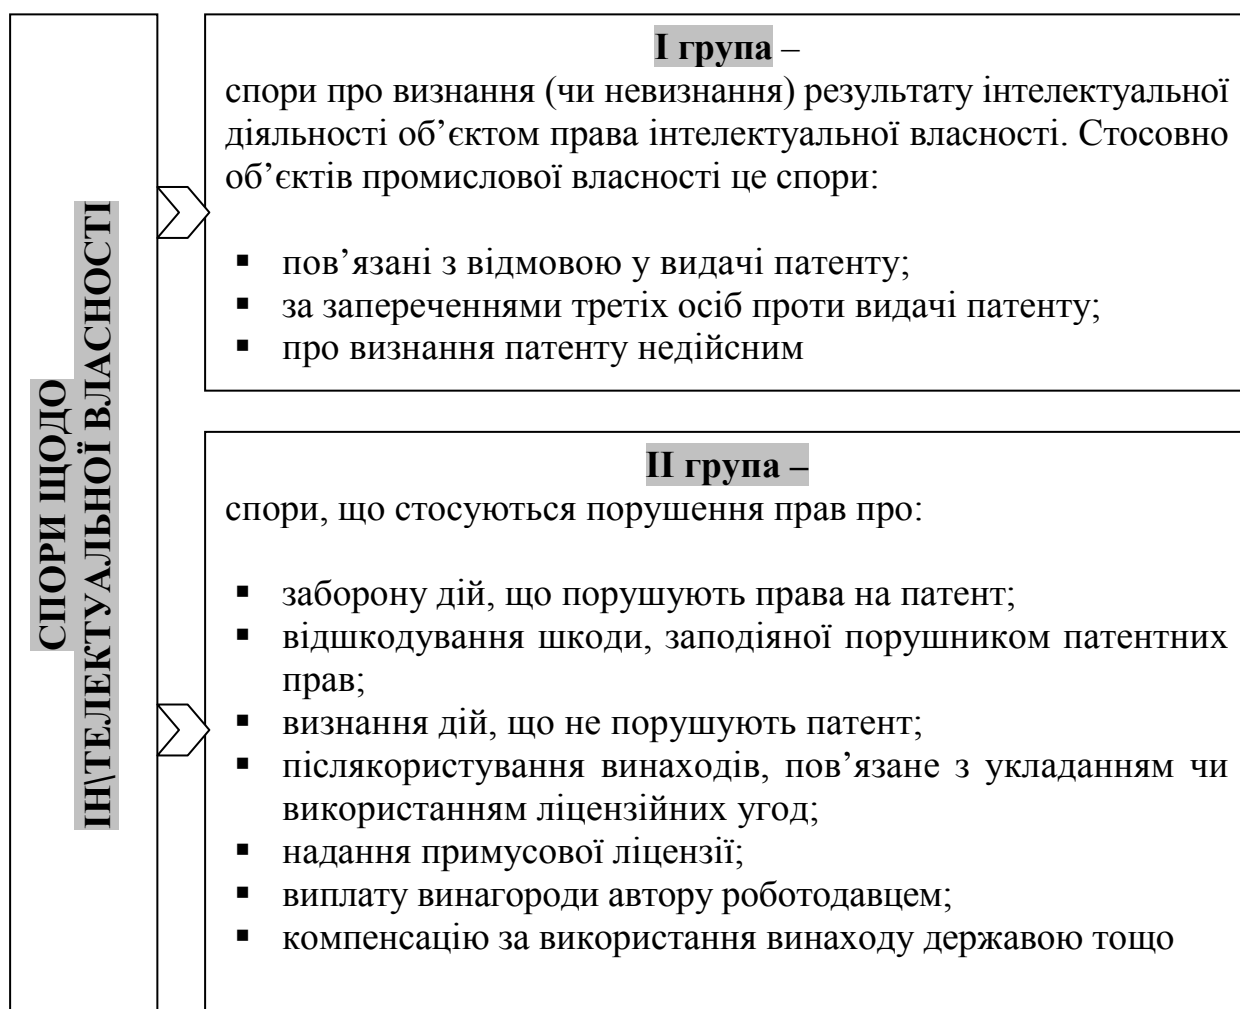 СПОРИ ЩОДО
ІН\ТЕЛЕКТУАЛЬНОЇ ВЛАСНОСТІ
І група –
спори про визнання (чи невизнання) результату інтелектуальної
діяльності об’єктом права інтелектуальної власності. Стосовно
об’єктів промислової власності це спори:
▪ пов’язані з відмовою у видачі патенту;
▪ за запереченнями третіх осіб проти видачі патенту;
▪ про визнання патенту недійсним
ІІ група –
спори, що стосуються порушення прав про:
▪ заборону дій, що порушують права на патент;
▪ відшкодування шкоди, заподіяної порушником патентних
прав;
▪ визнання дій, що не порушують патент;
▪ післякористування винаходів, пов’язане з укладанням чи
використанням ліцензійних угод;
▪ надання примусової ліцензії;
▪ виплату винагороди автору роботодавцем;
▪ компенсацію за використання винаходу державою тощо